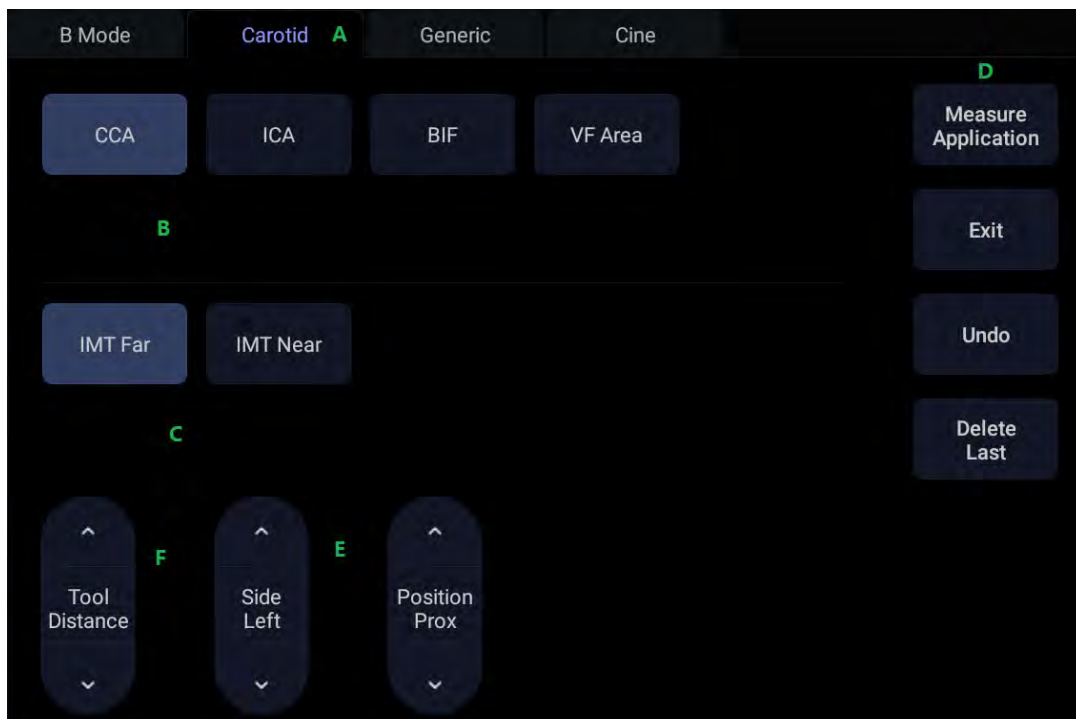 B Mode
Carotid
A
Generic
Cine
D
CCA
ICA
BIF
VF Area
Measure
Application
B
Exit
IMT Far
IMT Near
Undo
C
Delete
Last
F
E
Tool
Distance
Side
Left
Position
Prox